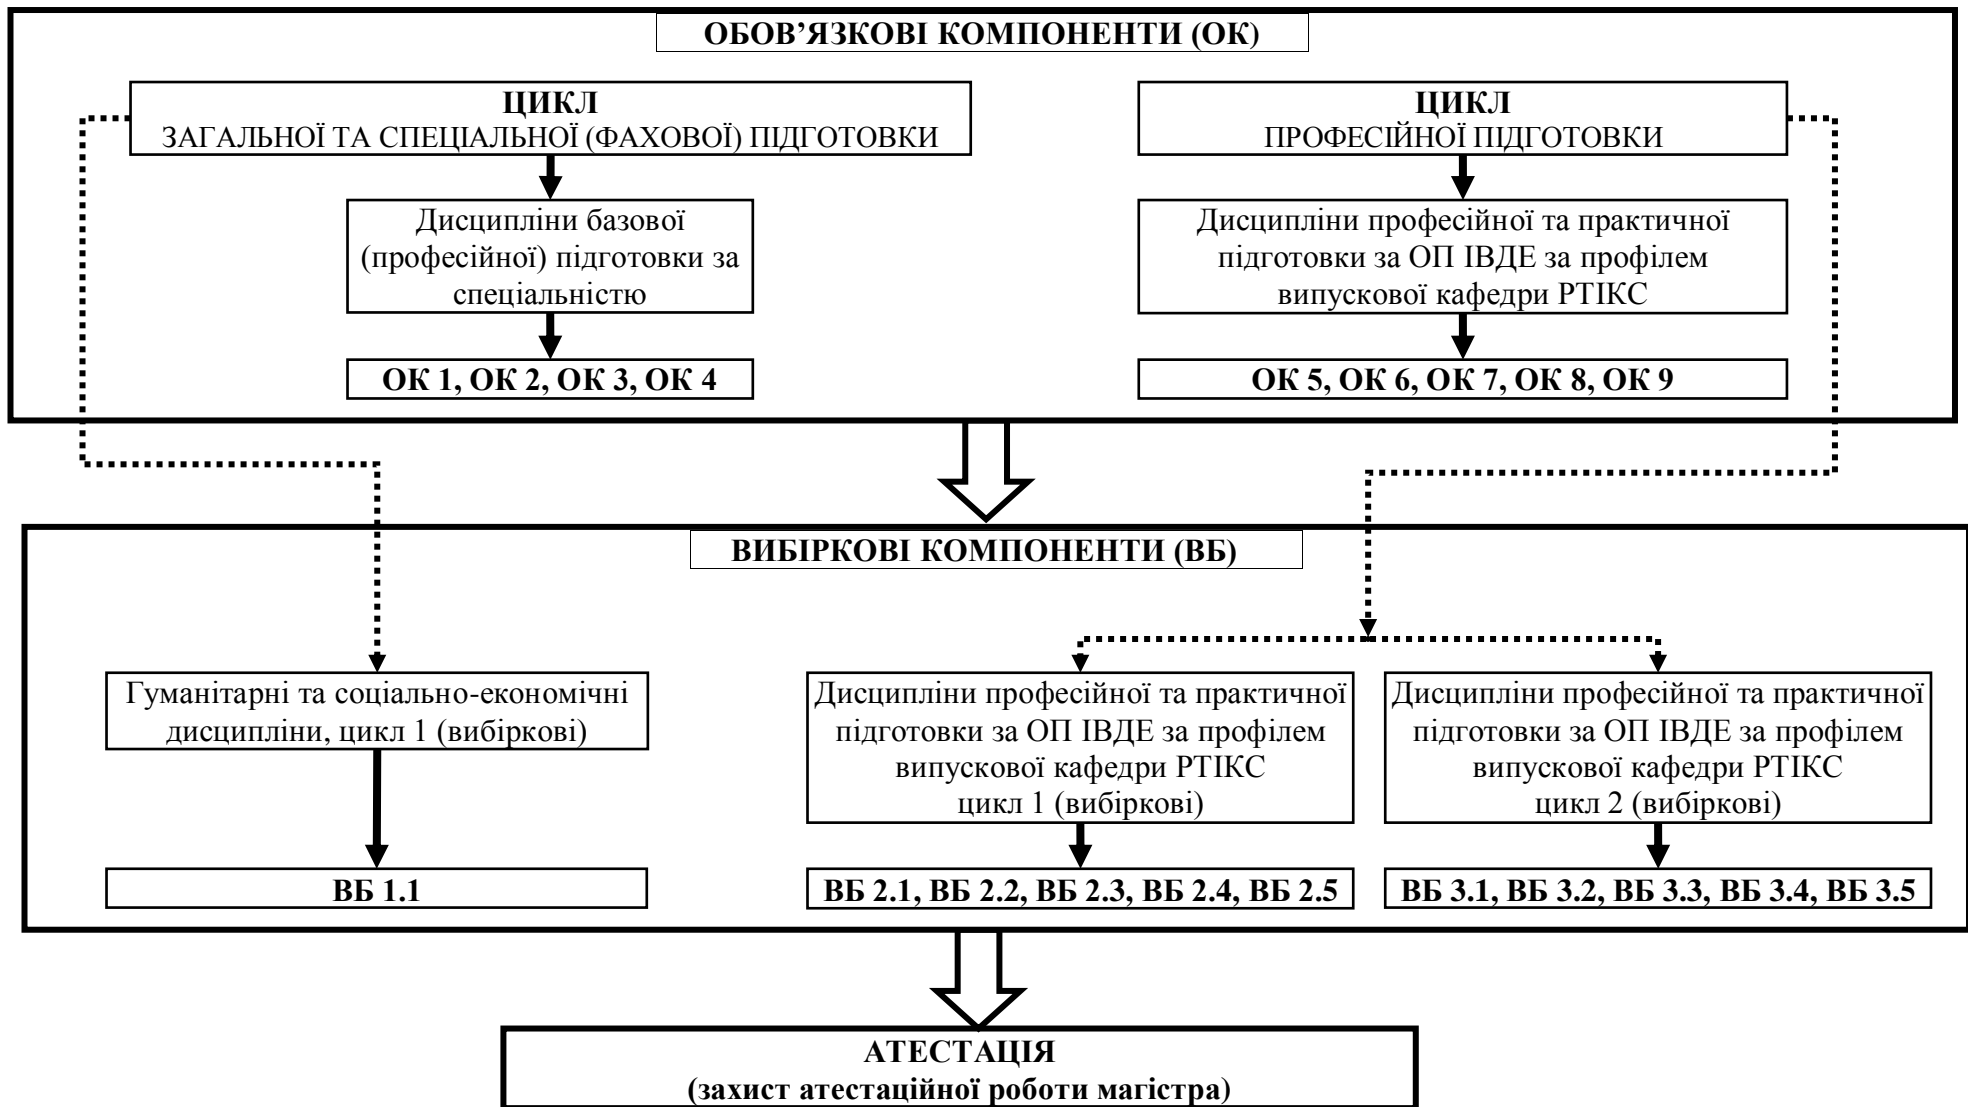 ОБОВ’ЯЗКОВІ КОМПОНЕНТИ (ОК)
ЦИКЛ
ЗАГАЛЬНОЇ ТА СПЕЦІАЛЬНОЇ (ФАХОВОЇ) ПІДГОТОВКИ
ЦИКЛ
ПРОФЕСІЙНОЇ ПІДГОТОВКИ
Дисципліни базової
(професійної) підготовки за
спеціальністю
Дисципліни професійної та практичної
підготовки за ОП ІВДЕ за профілем
випускової кафедри РТІКС
ОК 1, ОК 2, ОК 3, ОК 4
ОК 5, ОК 6, ОК 7, ОК 8, ОК 9
ВИБІРКОВІ КОМПОНЕНТИ (ВБ)
Гуманітарні та соціально-економічні
дисципліни, цикл 1 (вибіркові)
Дисципліни професійної та практичної
підготовки за ОП ІВДЕ за профілем
випускової кафедри РТІКС
цикл 1 (вибіркові)
Дисципліни професійної та практичної
підготовки за ОП ІВДЕ за профілем
випускової кафедри РТІКС
цикл 2 (вибіркові)
ВБ 1.1
ВБ 2.1, ВБ 2.2, ВБ 2.3, ВБ 2.4, ВБ 2.5
ВБ 3.1, ВБ 3.2, ВБ 3.3, ВБ 3.4, ВБ 3.5
АТЕСТАЦІЯ
(захист атестаційної роботи магістра)